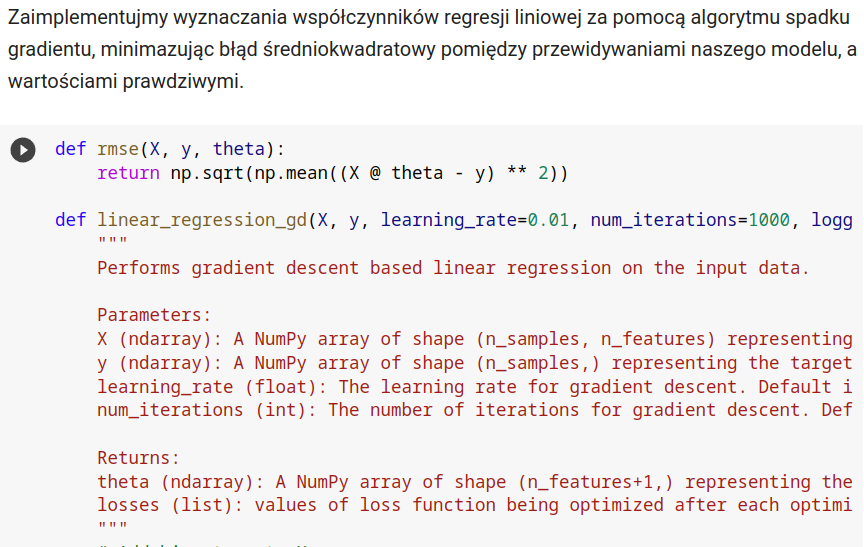 Zaimplementujmy wyznaczania współczynników regresji liniowej za pomocą algorytmu spadku
gradientu, minimazując błąd średniokwadratowy pomiędzy przewidywaniami naszego modelu, a
wartościami prawdziwymi.
def rmse(X, y, theta):
    return np.sqrt(np.mean((X @ theta - y) ** 2))
def linear_regression_gd(X, y, learning_rate=0.01, num_iterations=1000, logg
    """
    Performs gradient descent based linear regression on the input data.
    Parameters:
    X (ndarray): A NumPy array of shape (n_samples, n_features) representing
    y (ndarray): A NumPy array of shape (n_samples,) representing the target
    learning_rate (float): The learning rate for gradient descent. Default i
    num_iterations (int): The number of iterations for gradient descent. Def
    Returns:
    theta (ndarray): A NumPy array of shape (n_features+1,) representing the
    losses (list): values of loss function being optimized after each optimi
    """